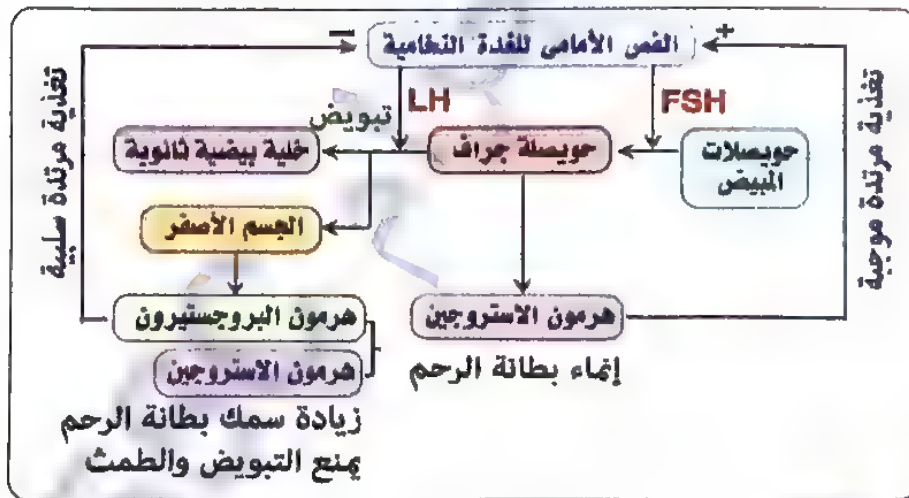 الفص الأمامى للغدة النخامية
+
−
FSH
LH
تبويض
حويصلات
المبيض
حويصلة جراف
خلية بيضية ثانوية
الجسم الأصفر
هرمون الاستروجين
إنماء بطانة الرحم
هرمون البروجستيرون
هرمون الاستروجين
زيادة سمك بطانة الرحم
يمنع التبويض والطمث
تغذية مرتدة موجبة
تغذية مرتدة سلبية